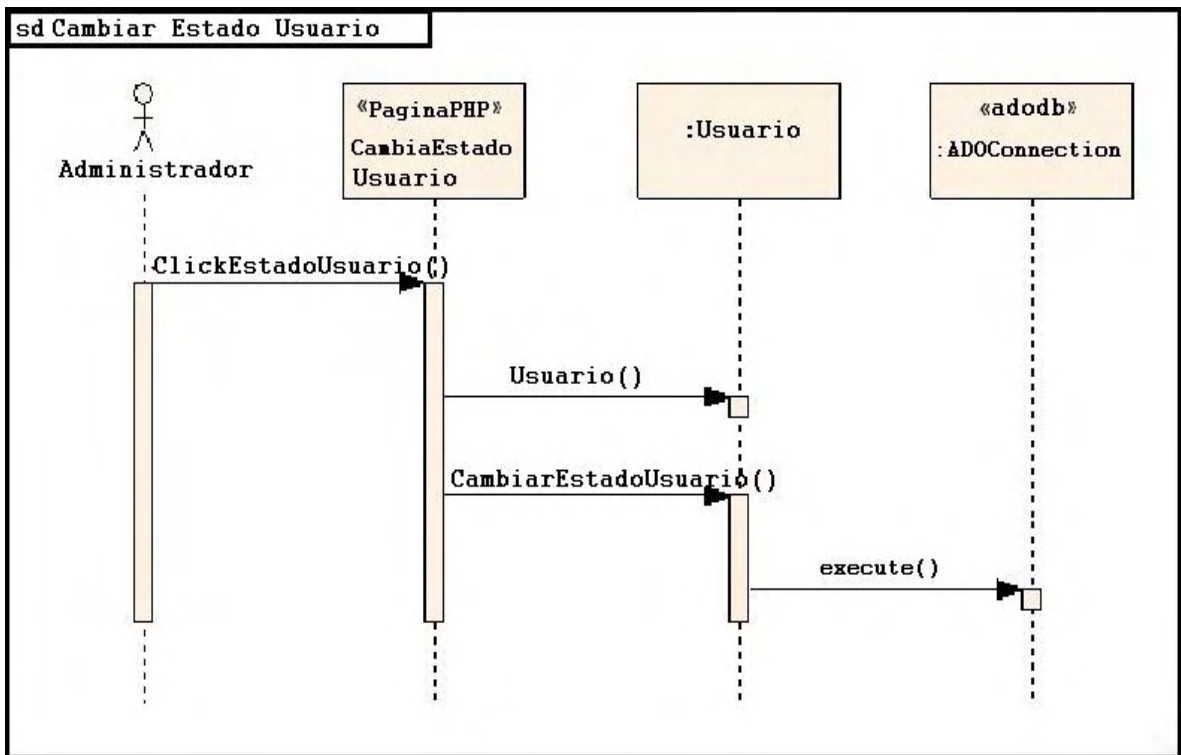 sd Cambiar Estado Usuario
Administrador
«PaginaPHP»
CambiaEstado
Usuario
:Usuario
«adodb»
:ADOConnection
ClickEstadoUsuario()
Usuario()
CambiarEstadoUsuario()
execute()